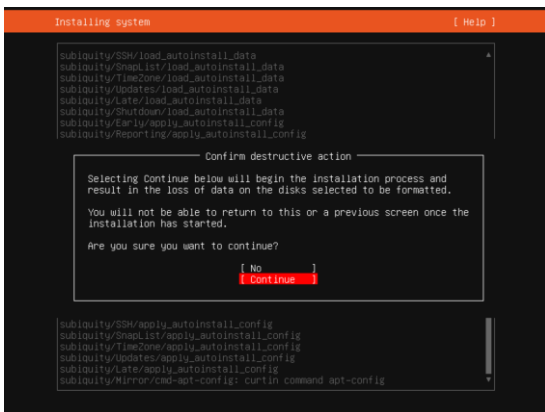 Installing system [ Help ]
subiquity/SSH/load_autoinstall_data
subiquity/SnapList/load_autoinstall_data
subiquity/TimeZone/load_autoinstall_data
subiquity/Updates/load_autoinstall_data
subiquity/Late/load_autoinstall_data
subiquity/Shutdown/load_autoinstall_data
subiquity/Early/apply_autoinstall_config
subiquity/Reporting/apply_autoinstall_config
Confirm destructive action
Selecting Continue below will begin the installation process and
result in the loss of data on the disks selected to be formatted.
You will not be able to return to this or a previous screen once the
installation has started.
Are you sure you want to continue?
[ No ]
[ Continue ]
subiquity/SSH/apply_autoinstall_config
subiquity/SnapList/apply_autoinstall_config
subiquity/TimeZone/apply_autoinstall_config
subiquity/Updates/apply_autoinstall_config
subiquity/Late/apply_autoinstall_config
subiquity/Mirror/cmd-apt-config: curtin command apt-config